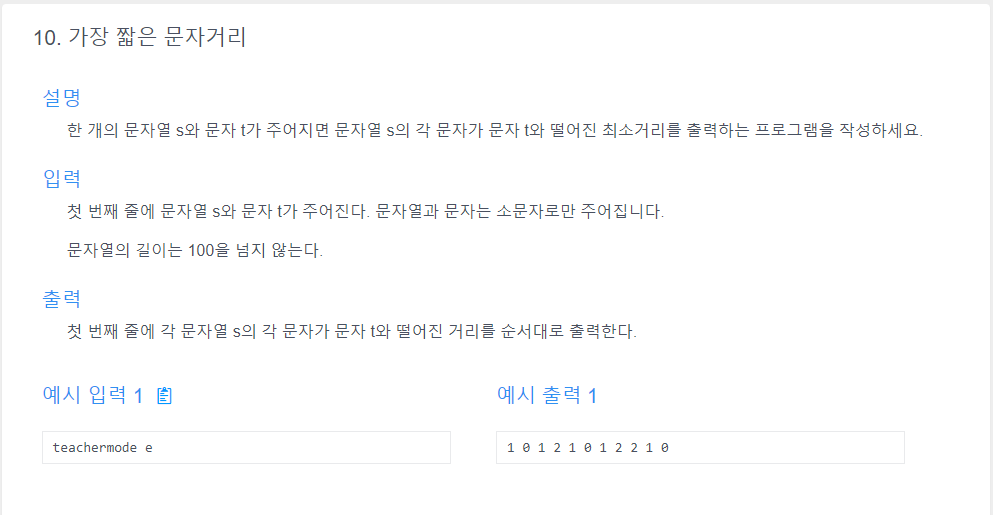 10. 가장 짧은 문자거리
설명
한 개의 문자열 s와 문자 t가 주어지면 문자열 s의 각 문자가 문자 t와 떨어진 최소거리를 출력하는 프로그램을 작성하세요.
입력
첫 번째 줄에 문자열 s와 문자 t가 주어진다. 문자열과 문자는 소문자로만 주어집니다.
문자열의 길이는 100을 넘지 않는다.
출력
첫 번째 줄에 각 문자열 s의 각 문자가 문자 t와 떨어진 거리를 순서대로 출력한다.
예시 입력 1
teachermode e
예시 출력 1
1 0 1 2 1 0 1 2 2 1 0